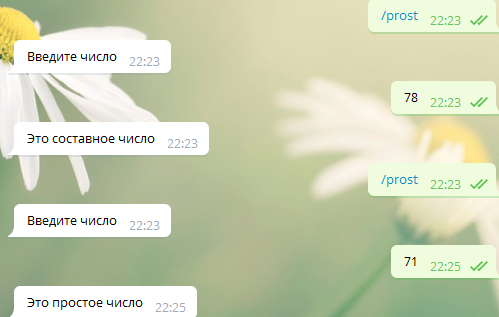 /prost 22:23
Введите число 22:23
78 22:23
Это составное число 22:23
/prost 22:23
Введите число 22:23
71 22:25
Это простое число 22:25